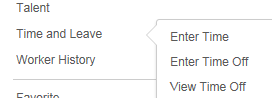 Talent
Time and Leave
Worker History
Favorite
Enter Time
Enter Time Off
View Time Off